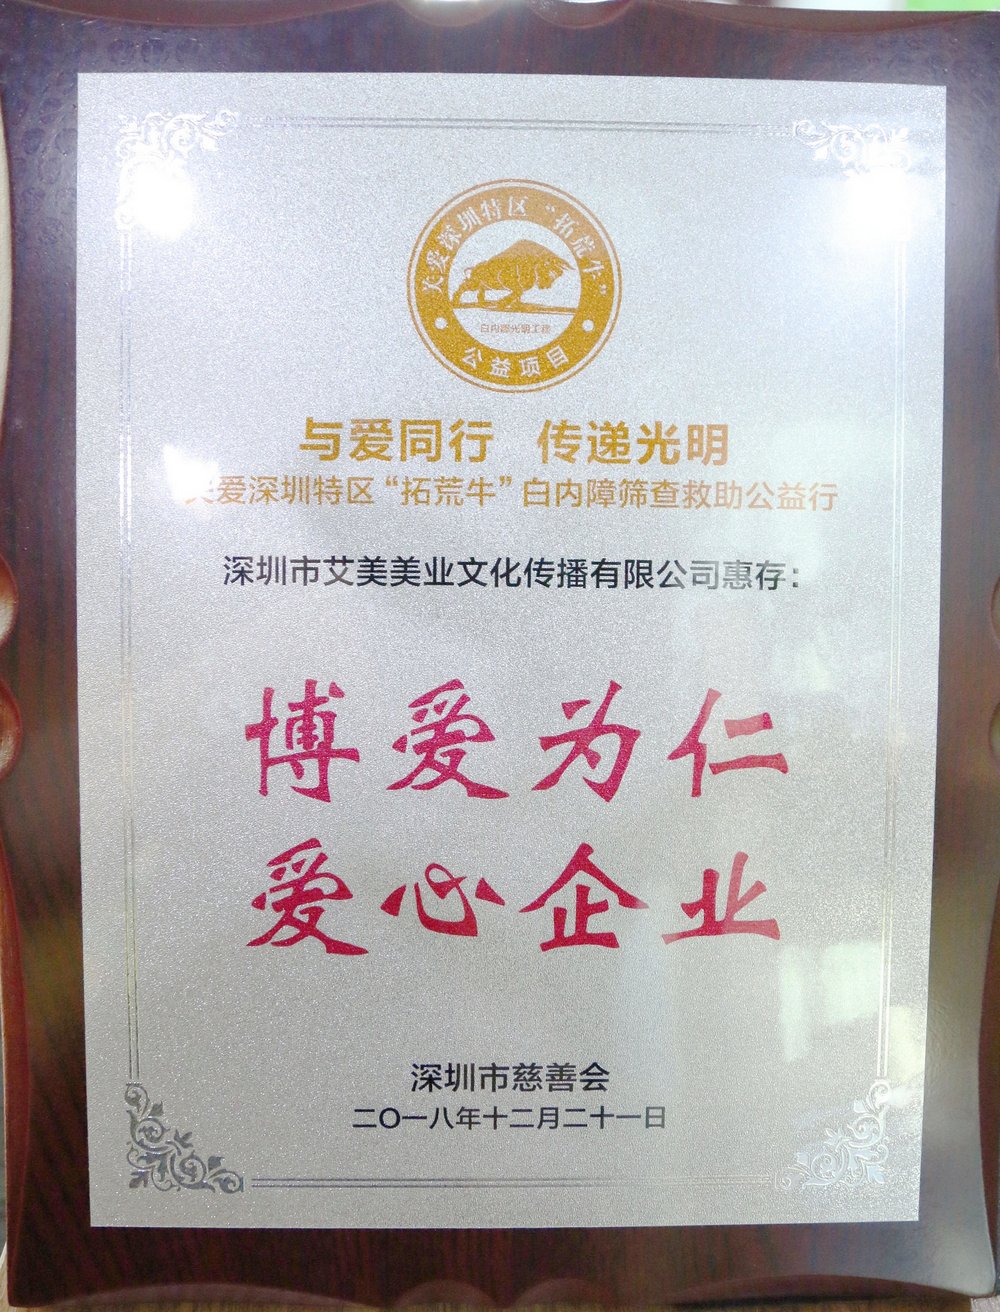 关爱深圳特区“拓荒牛”
白内障光明工程
公益项目
与爱同行 传递光明
关爱深圳特区“拓荒牛”白内障筛查救助公益行
深圳市艾美美业文化传播有限公司惠存：
博爱为仁
爱心企业
深圳市慈善会
二〇一八年十二月二十一日